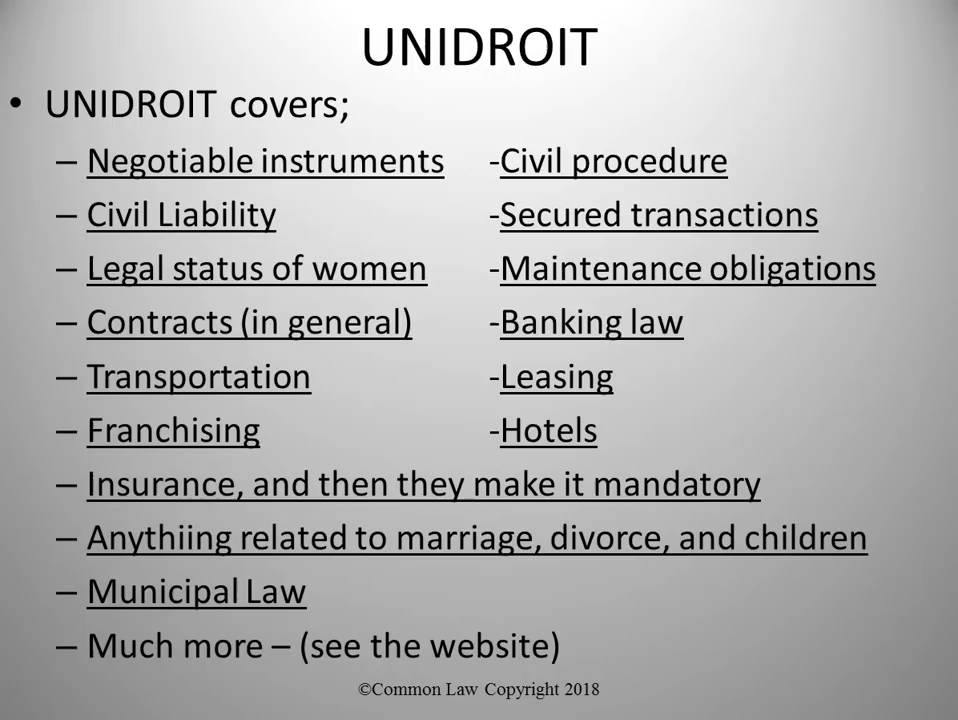 UNIDROIT
• UNIDROIT covers;
– Negotiable instruments -Civil procedure
– Civil Liability -Secured transactions
– Legal status of women -Maintenance obligations
– Contracts (in general) -Banking law
– Transportation -Leasing
– Franchising -Hotels
– Insurance, and then they make it mandatory
– Anythiing related to marriage, divorce, and children
– Municipal Law
– Much more – (see the website)
©Common Law Copyright 2018